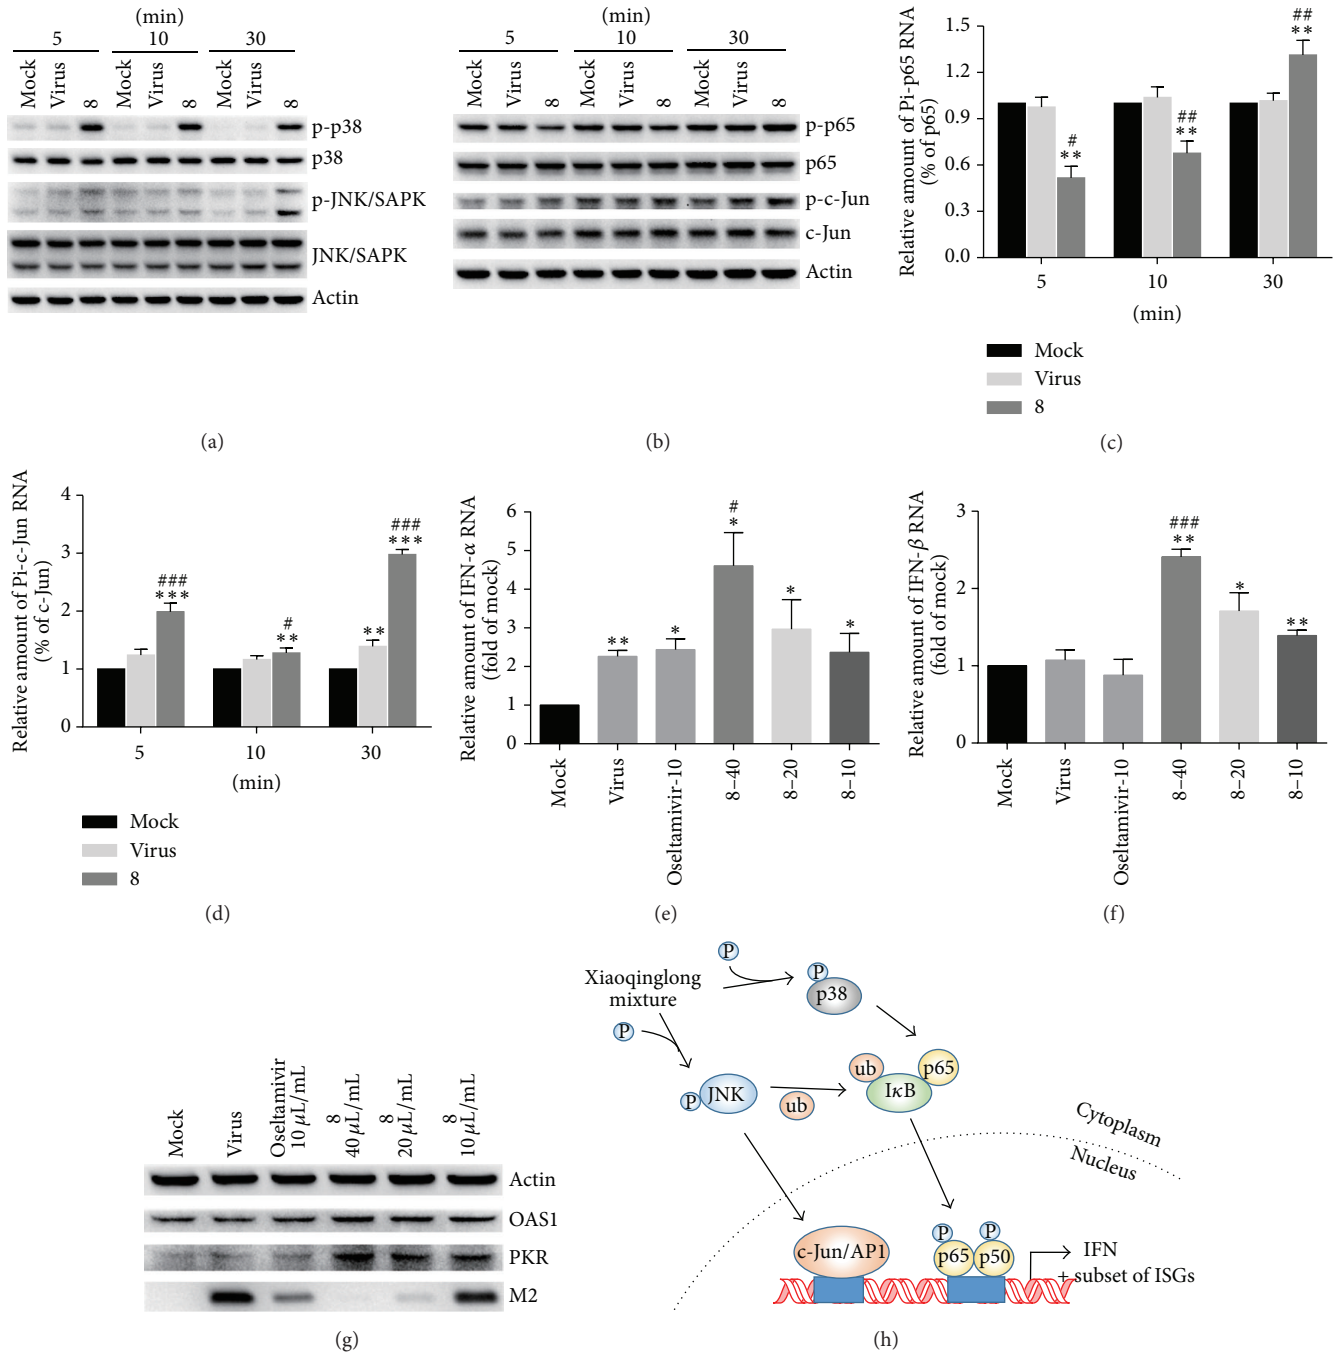 (min)
5 10 30
Mock Virus 8 Mock Virus 8 Mock Virus 8
p-p38
p38
p-JNK/SAPK
JNK/SAPK
Actin
(a)
(min)
5 10 30
Mock Virus 8 Mock Virus 8 Mock Virus 8
p-p65
p65
p-c-Jun
c-Jun
Actin
(b)
Relative amount of Pi-p65 RNA
(% of p65)
1.5
1.2
0.9
0.6
0.3
0.0
#
**
##
**
##
**
5 10 30
(min)
Mock
Virus
8
(c)
Relative amount of Pi-c-Jun RNA
(% of c-Jun)
4
3
2
1
0
###
***
#
**
**
###
***
5 10 30
(min)
Mock
Virus
8
(d)
Relative amount of IFN-α RNA
(fold of mock)
6
5
4
3
2
1
0
**
*
#
*
*
*
Mock
Virus
Oseltamivir-10
8–40
8–20
8–10
(e)
Relative amount of IFN-β RNA
(fold of mock)
3
2
1
0
###
**
*
**
Mock
Virus
Oseltamivir-10
8–40
8–20
8–10
(f)
Mock
Virus
Oseltamivir
10 μL/mL
8
40 μL/mL
8
20 μL/mL
8
10 μL/mL
Actin
OAS1
PKR
M2
(g)
Xiaoqinglong
mixture
P
P
p38
P
P
JNK
ub
ub
p65
IκB
Cytoplasm
Nucleus
c-Jun/AP1
P
P
p65
p50
IFN
+ subset of ISGs
(h)